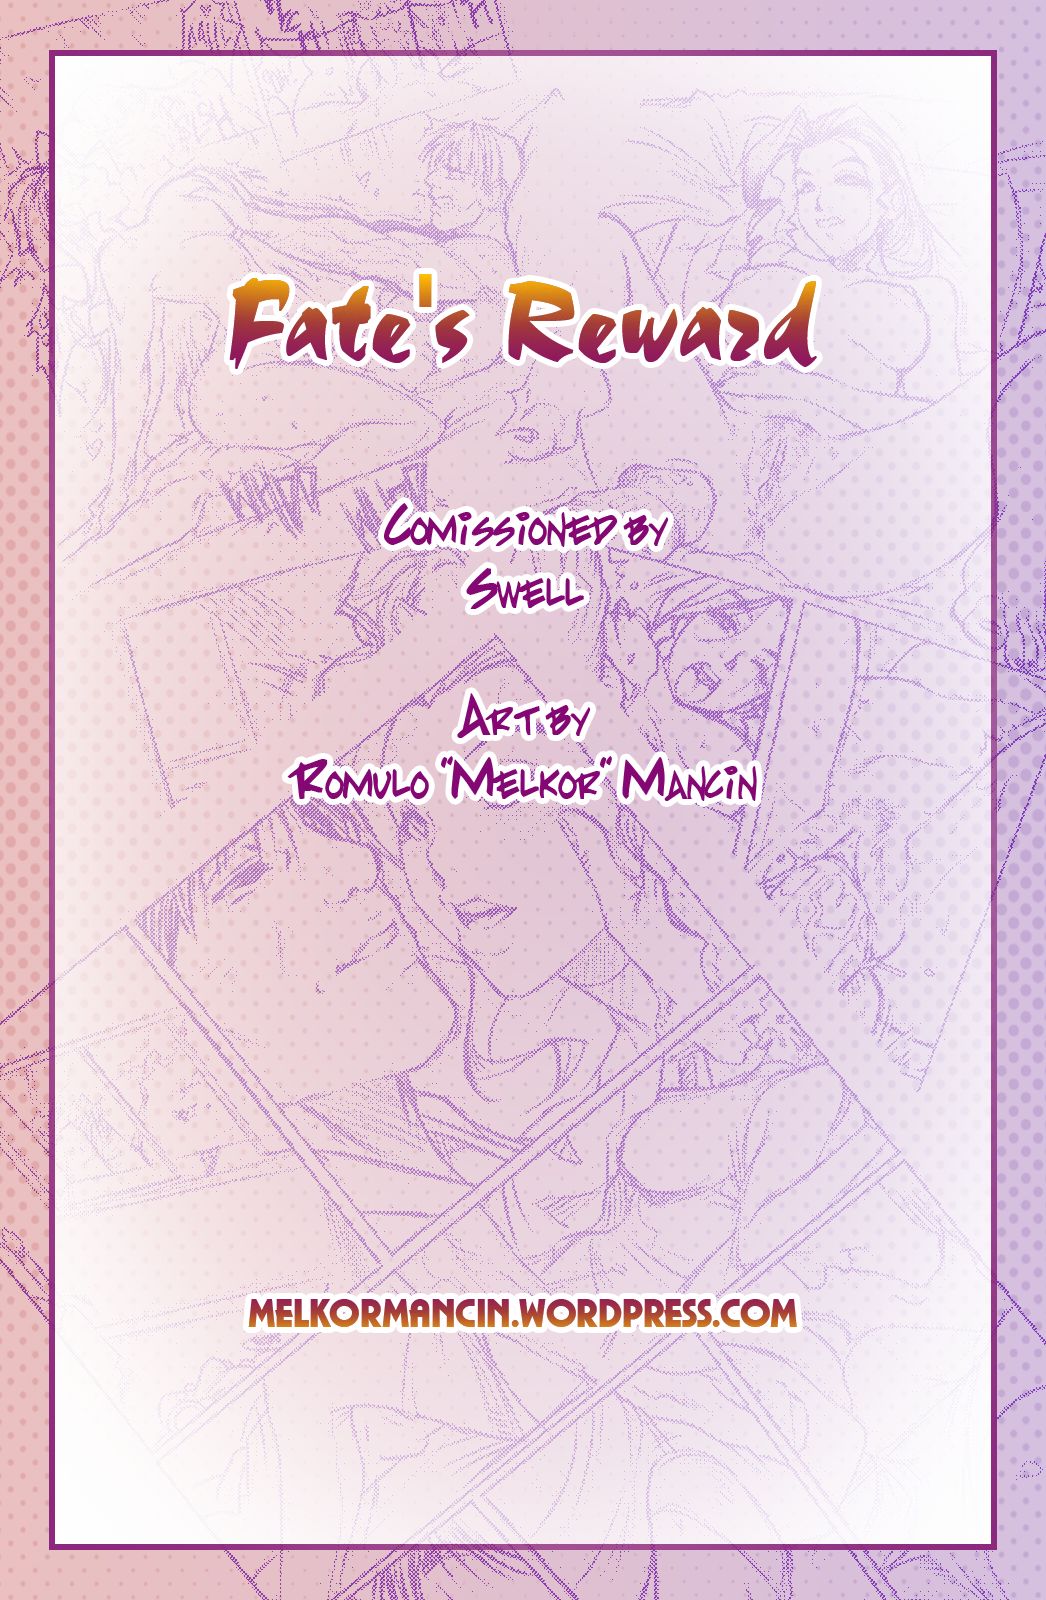 Fate's Reward
Comissioned by
Swell
Art by
Romulo "Melkor" Mancin
MELKORMANCIN.WORDPRESS.COM